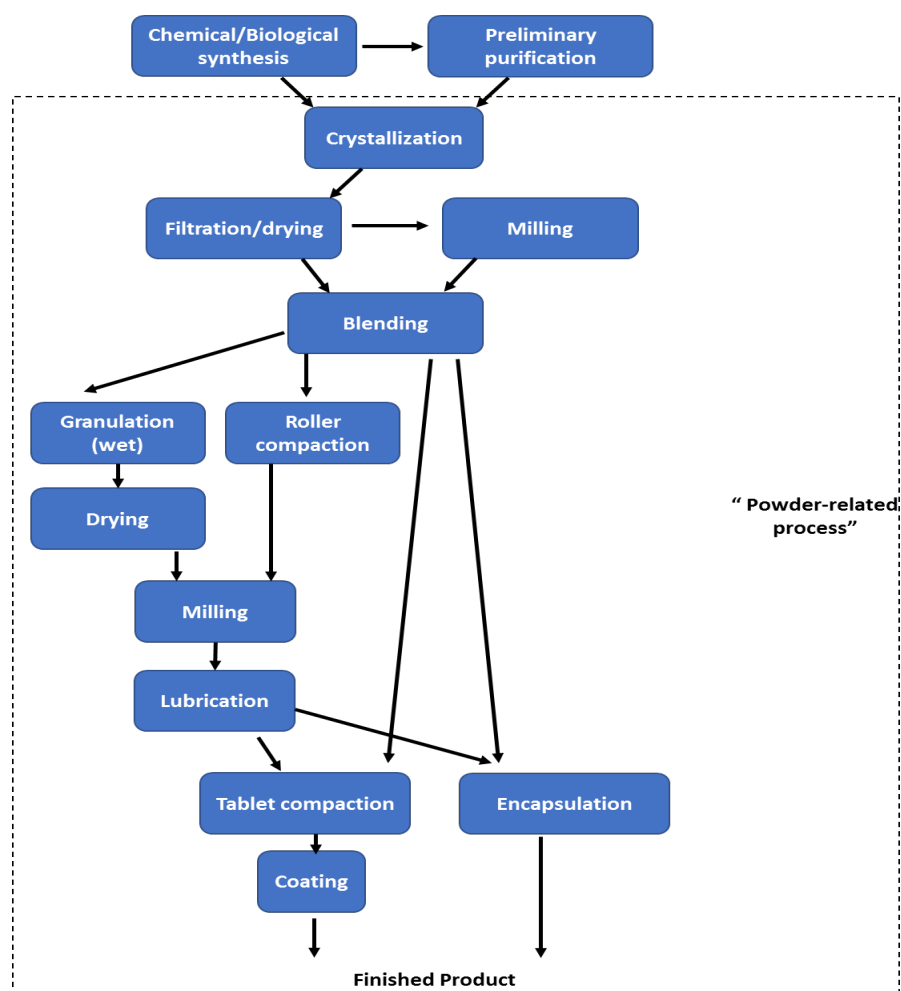 Chemical/Biological
synthesis
Preliminary
purification
Crystallization
Filtration/drying
Milling
Blending
Granulation
(wet)
Roller
compaction
Drying
“ Powder-related
process”
Milling
Lubrication
Tablet compaction
Encapsulation
Coating
Finished Product